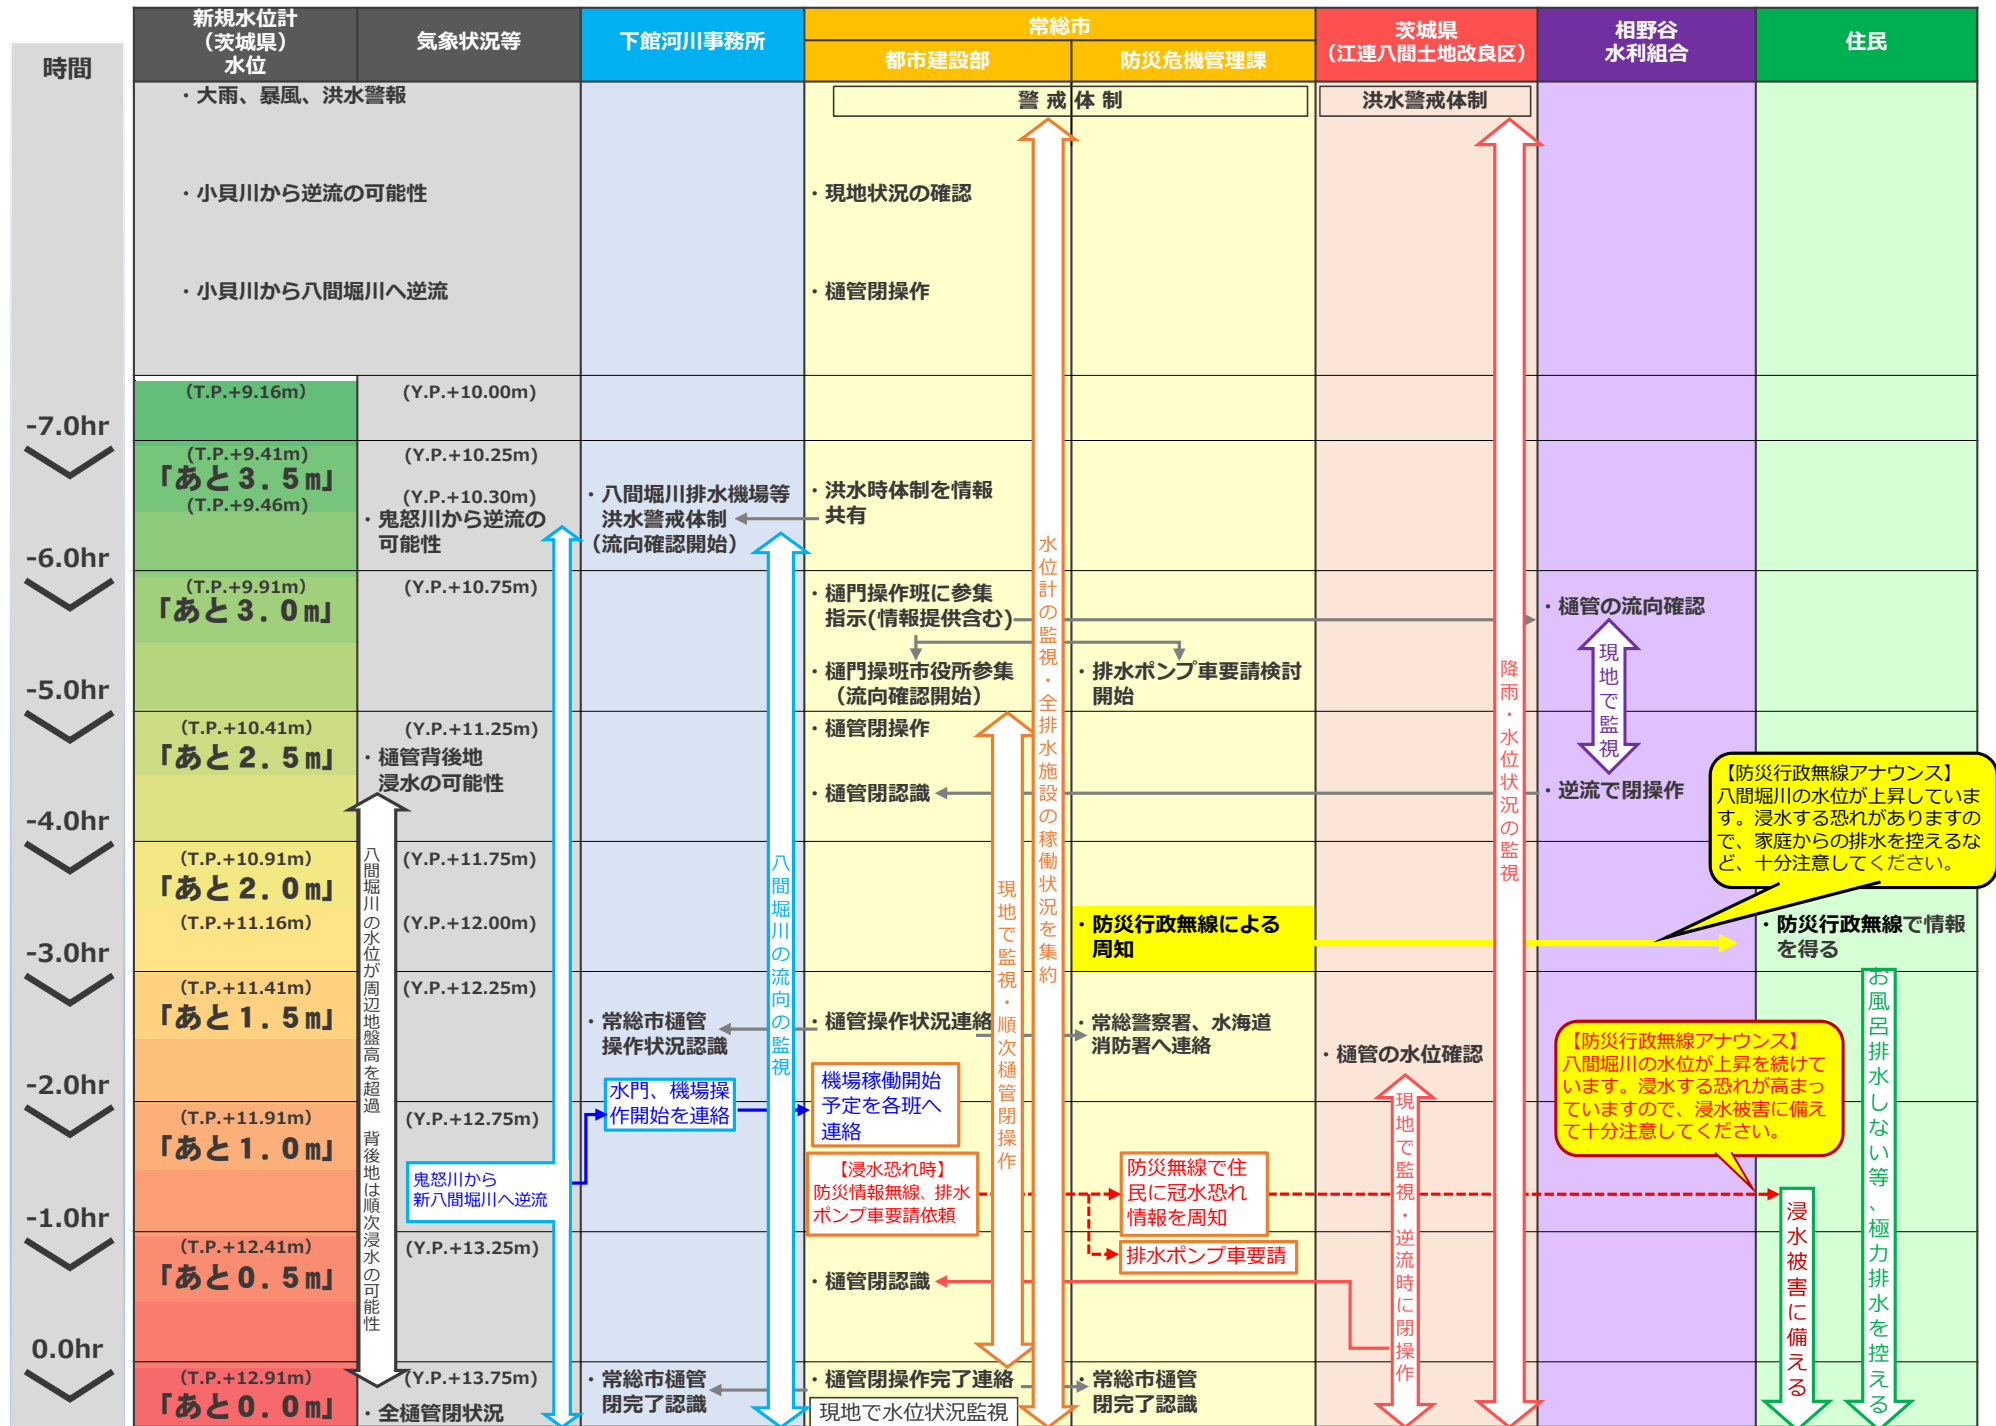 時間
新規水位計
（茨城県）
水位
気象状況等
下館河川事務所
常総市
都市建設部
防災危機管理課
茨城県
（江連八間土地改良区）
相野谷
水利組合
住民
・大雨、暴風、洪水警報
警戒体制
洪水警戒体制
・小貝川から逆流の可能性
・現地状況の確認
・小貝川から八間堀川へ逆流
・樋管閉操作
-7.0hr
(T.P.+9.16m)
(Y.P.+10.00m)
(T.P.+9.41m)
「あと３．５ｍ」
(T.P.+9.46m)
(Y.P.+10.25m)
(Y.P.+10.30m)
・鬼怒川から逆流の
可能性
・八間堀川排水機場等
洪水警戒体制
（流向確認開始）
・洪水時体制を情報
共有
-6.0hr
(T.P.+9.91m)
「あと３．０ｍ」
(Y.P.+10.75m)
・樋門操作班に参集
指示(情報提供含む)
・樋管の流向確認
・樋門操班市役所参集
（流向確認開始）
・排水ポンプ車要請検討
開始
現地で監視
-5.0hr
(T.P.+10.41m)
「あと２．５ｍ」
(Y.P.+11.25m)
・樋管背後地
浸水の可能性
・樋管閉操作
・樋管閉認識
・逆流で閉操作
【防災行政無線アナウンス】
八間堀川の水位が上昇していま
す。浸水する恐れがありますの
で、家庭からの排水を控えるな
ど、十分注意してください。
-4.0hr
(T.P.+10.91m)
「あと２．０ｍ」
(T.P.+11.16m)
(Y.P.+11.75m)
(Y.P.+12.00m)
・防災行政無線による
周知
・防災行政無線で情報
を得る
-3.0hr
(T.P.+11.41m)
「あと１．５ｍ」
(Y.P.+12.25m)
・常総市樋管
操作状況認識
・樋管操作状況連絡
・常総警察署、水海道
消防署へ連絡
・樋管の水位確認
【防災行政無線アナウンス】
八間堀川の水位が上昇を続けて
います。浸水する恐れが高まっ
ていますので、浸水被害に備え
て十分注意してください。
-2.0hr
水門、機場操
作開始を連絡
機場稼働開始
予定を各班へ
連絡
(T.P.+11.91m)
「あと１．０ｍ」
(Y.P.+12.75m)
鬼怒川から
新八間堀川へ逆流
【浸水恐れ時】
防災情報無線、排水
ポンプ車要請依頼
防災無線で住
民に冠水恐れ
情報を周知
排水ポンプ車要請
-1.0hr
(T.P.+12.41m)
「あと０．５ｍ」
(Y.P.+13.25m)
・樋管閉認識
0.0hr
(T.P.+12.91m)
「あと０．０ｍ」
(Y.P.+13.75m)
・全樋管閉状況
・常総市樋管
閉完了認識
・樋管閉操作完了連絡
現地で水位状況監視
・常総市樋管
閉完了認識
八間堀川の水位が周辺地盤高を超過　背後地は順次浸水の可能性
八間堀川の流向の監視
現地で監視・順次樋管閉操作
水位計の監視・全排水施設の稼働状況を集約
現地で監視・逆流時に閉操作
降雨・水位状況の監視
浸水被害に備える
お風呂排水しない等、極力排水を控える